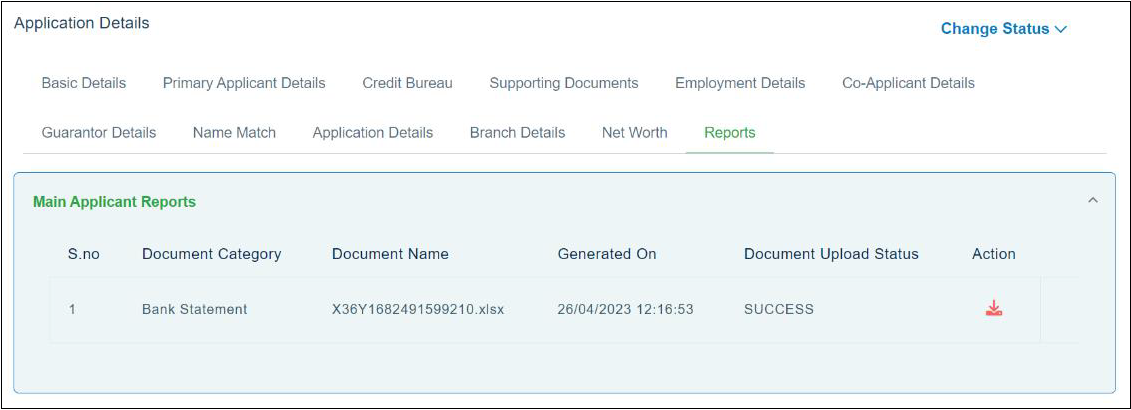 Application Details
Change Status
Basic Details Primary Applicant Details Credit Bureau Supporting Documents Employment Details Co-Applicant Details
Guarantor Details Name Match Application Details Branch Details Net Worth Reports
Main Applicant Reports
S.no Document Category Document Name Generated On Document Upload Status Action
1 Bank Statement X36Y1682491599210.xlsx 26/04/2023 12:16:53 SUCCESS